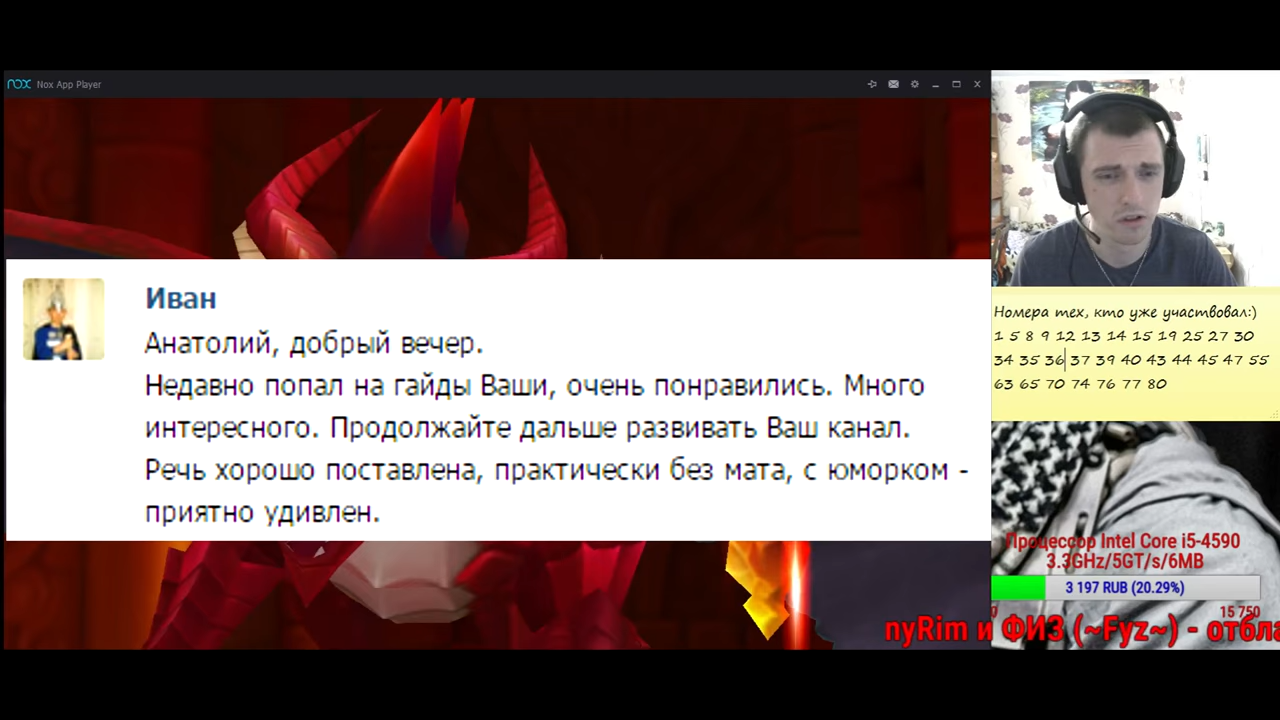 nox Nox App Player
Иван
Анатолий, добрый вечер.
Недавно попал на гайды Ваши, очень понравились. Много
интересного. Продолжайте дальше развивать Ваш канал.
Речь хорошо поставлена, практически без мата, с юморком -
приятно удивлен.
Номера тех, кто уже участвовал:)
1 5 8 9 12 13 14 15 19 25 27 30
34 35 36 37 39 40 43 44 45 47 55
63 65 70 74 76 77 80
Процессор Intel Core i5-4590
3.3GHz/5GT/s/6MB
3 197 RUB (20.29%)
0 15 750
nyRim и ФИЗ (~Fyz~) - отбла